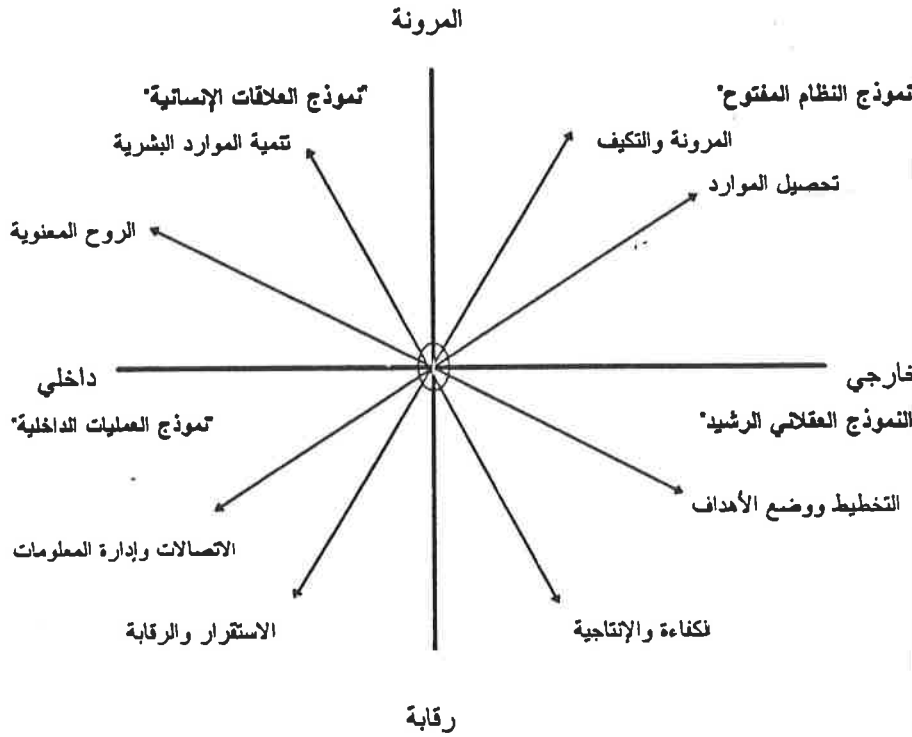 المرونة
نموذج النظام المفتوح"
"نموذج العلاقات الإنسانية"
المرونة والتكيف
تنمية الموارد البشرية
تحصيل الموارد
الروح المعنوية
خارجي
داخلي
النموذج العقلاني الرشيد"
"نموذج العمليات الداخلية"
التخطيط ووضع الأهداف
الاتصالات وإدارة المعلومات
لكفاءة والإنتاجية
الاستقرار والرقابة
رقابة